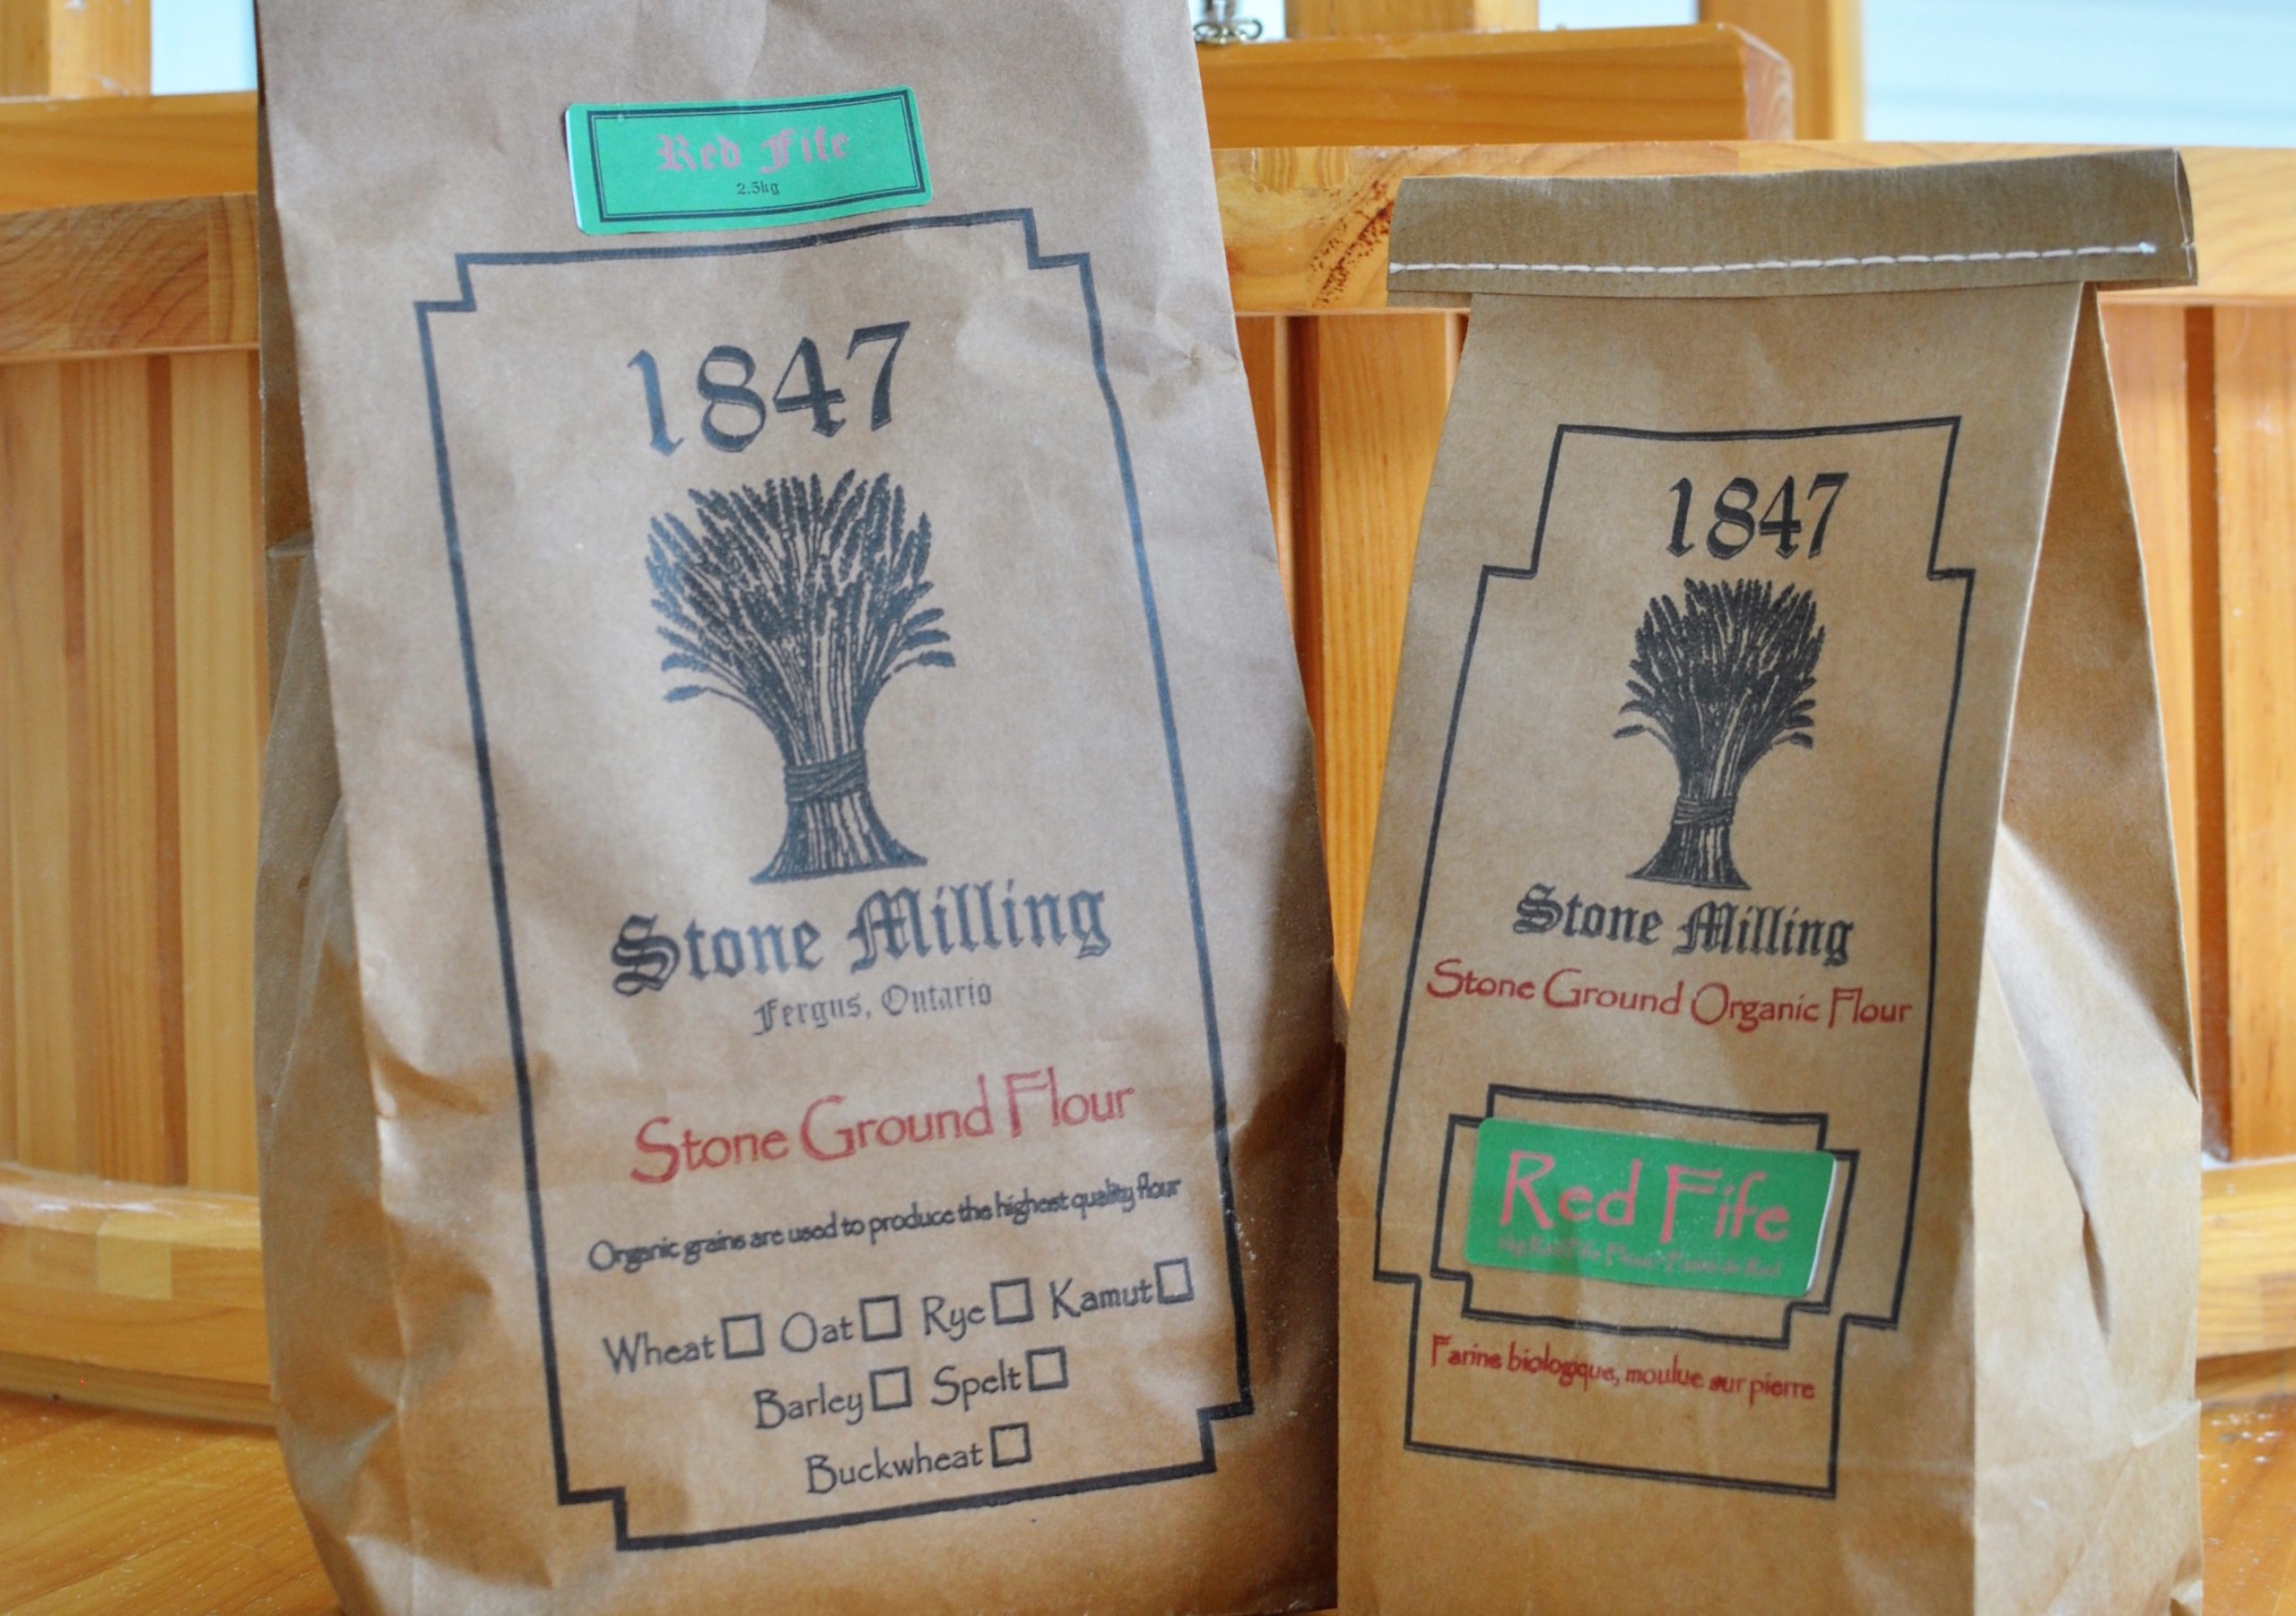 Red Fife
2.5kg
1847
Stone Milling
Fergus, Ontario
Stone Ground Flour
Organic grains are used to produce the highest quality flour
Wheat Oat Rye Kamut
Barley Spelt
Buckwheat
1847
Stone Milling
Stone Ground Organic Flour
Red Fife
Farine biologique, moulue sur pierre